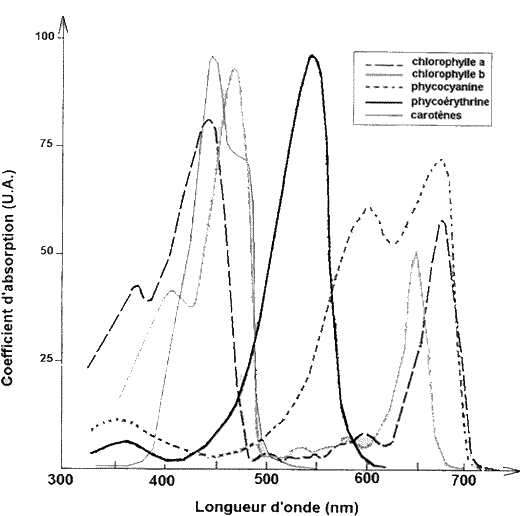 100
75
50
25
300
400
500
600
700
Coefficient d'absorption (U.A.)
Longueur d'onde (nm)
chlorophylle a
chlorophylle b
phycocyanine
phycoérythrine
carotènes